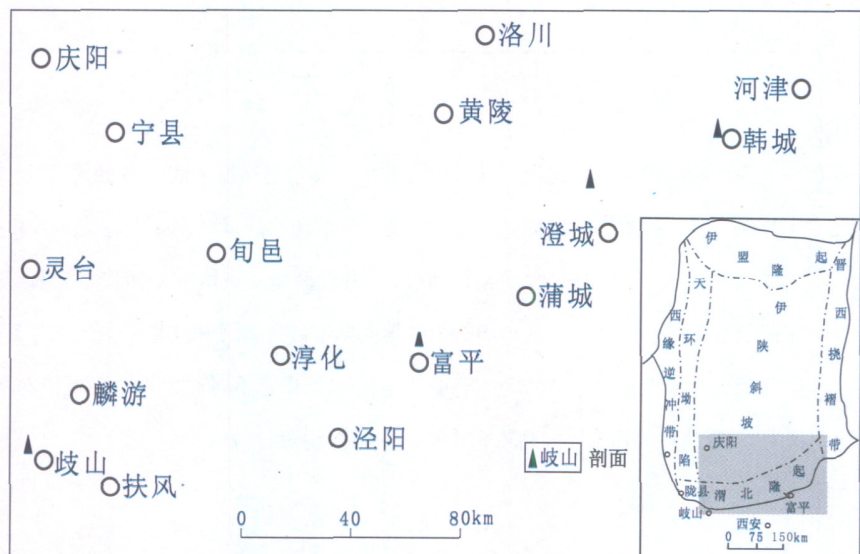 庆阳
洛川
河津
宁县
黄陵
韩城
澄城
旬邑
灵台
蒲城
淳化
富平
麟游
泾阳
岐山
扶风
岐山 剖面
0 40 80km
伊盟隆起
晋西挠褶带
天环坳陷
西缘逆冲带
伊陕斜坡
庆阳
渭北隆起
陇县
岐山
富平
西安
0 75 150km